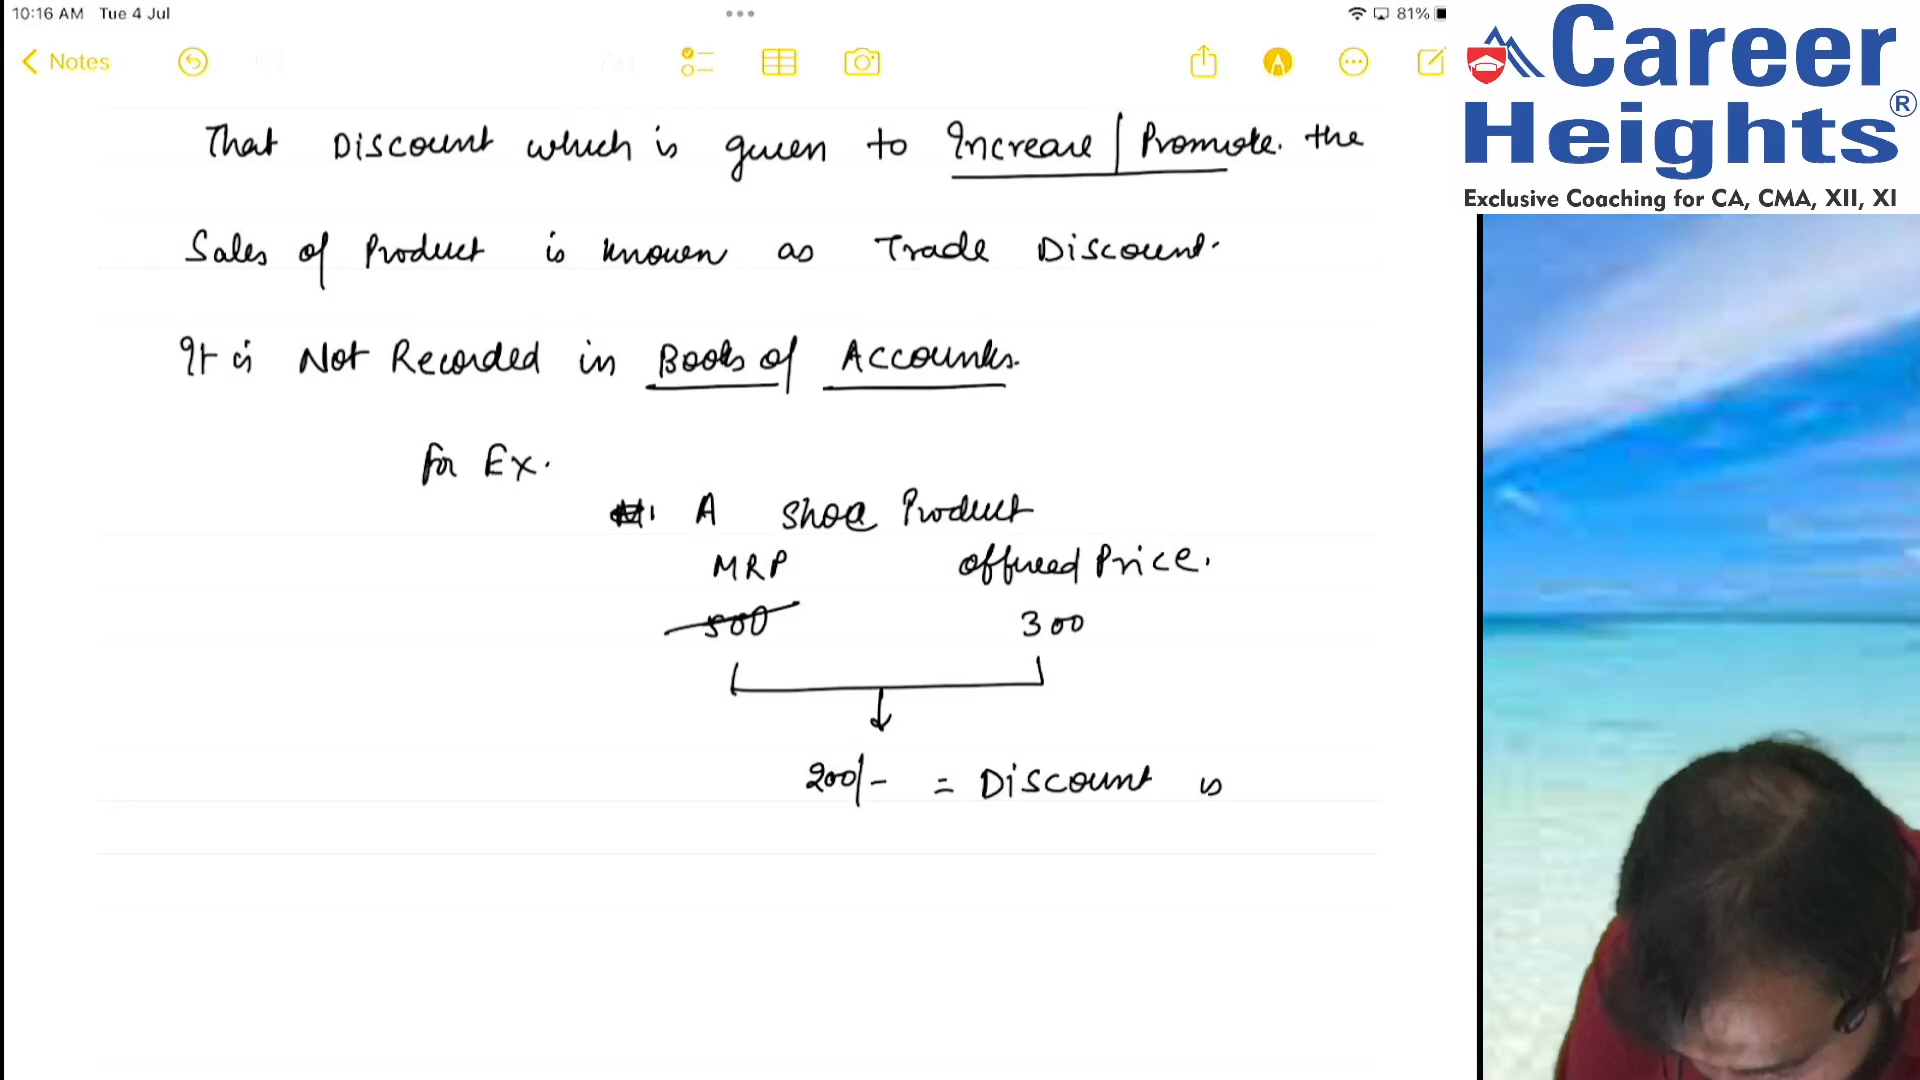 10:16 AM Tue 4 Jul
81%
Notes
Career
Heights®
Exclusive Coaching for CA, CMA, XII, XI
That Discount which is given to Increase / Promote. the
Sales of Product is known as Trade Discount.
It is Not Recorded in Books of Accounts.
for Ex.
A Shoe Product
MRP offered Price.
500 300
200/- = Discount is